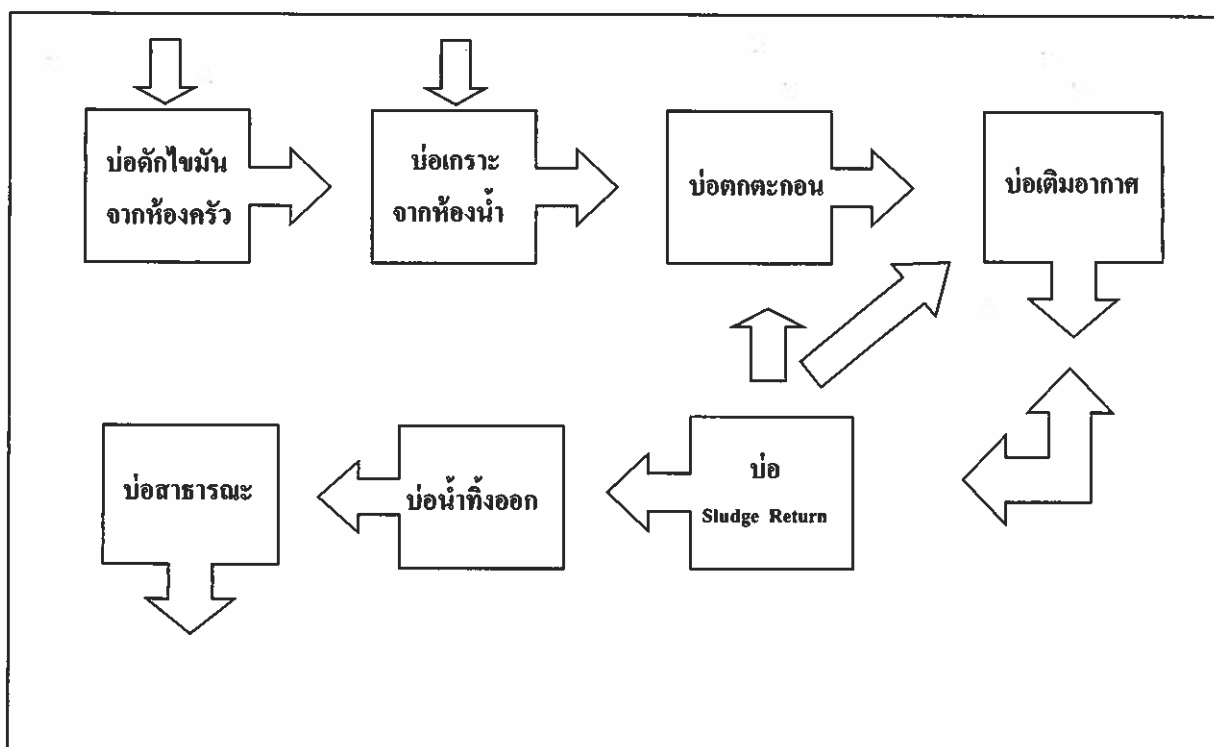 บ่อดักไขมัน
จากห้องครัว
บ่อเกราะ
จากห้องน้ำ
บ่อตกตะกอน
บ่อเติมอากาศ
บ่อสาธารณะ
บ่อน้ำทิ้งออก
บ่อ
Sludge Return